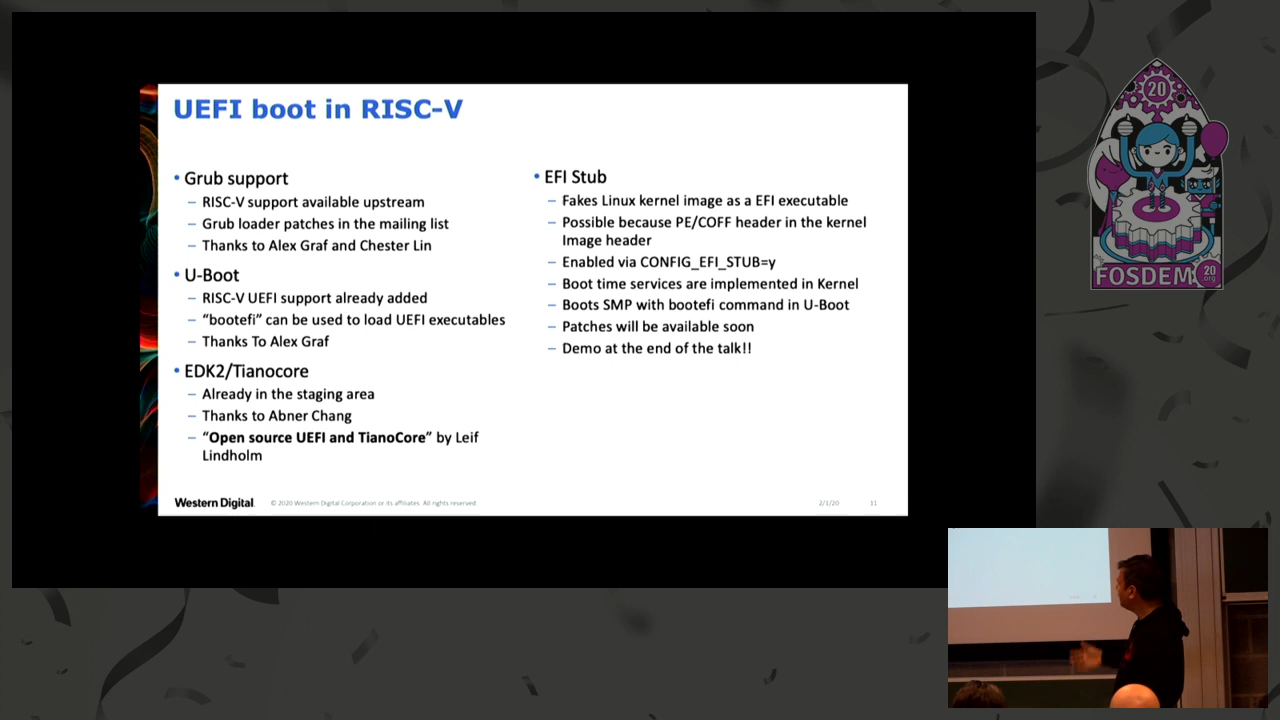 UEFI boot in RISC-V
• Grub support
– RISC-V support available upstream
– Grub loader patches in the mailing list
– Thanks to Alex Graf and Chester Lin
• U-Boot
– RISC-V UEFI support already added
– “bootefi” can be used to load UEFI executables
– Thanks To Alex Graf
• EDK2/Tianocore
– Already in the staging area
– Thanks to Abner Chang
– “Open source UEFI and TianoCore” by Leif
Lindholm
• EFI Stub
– Fakes Linux kernel image as a EFI executable
– Possible because PE/COFF header in the kernel
Image header
– Enabled via CONFIG_EFI_STUB=y
– Boot time services are implemented in Kernel
– Boots SMP with bootefi command in U-Boot
– Patches will be available soon
– Demo at the end of the talk!!
Western Digital
© 2020 Western Digital Corporation or its affiliates. All rights reserved
2/1/20
11
20
FOSDEM
20
.org